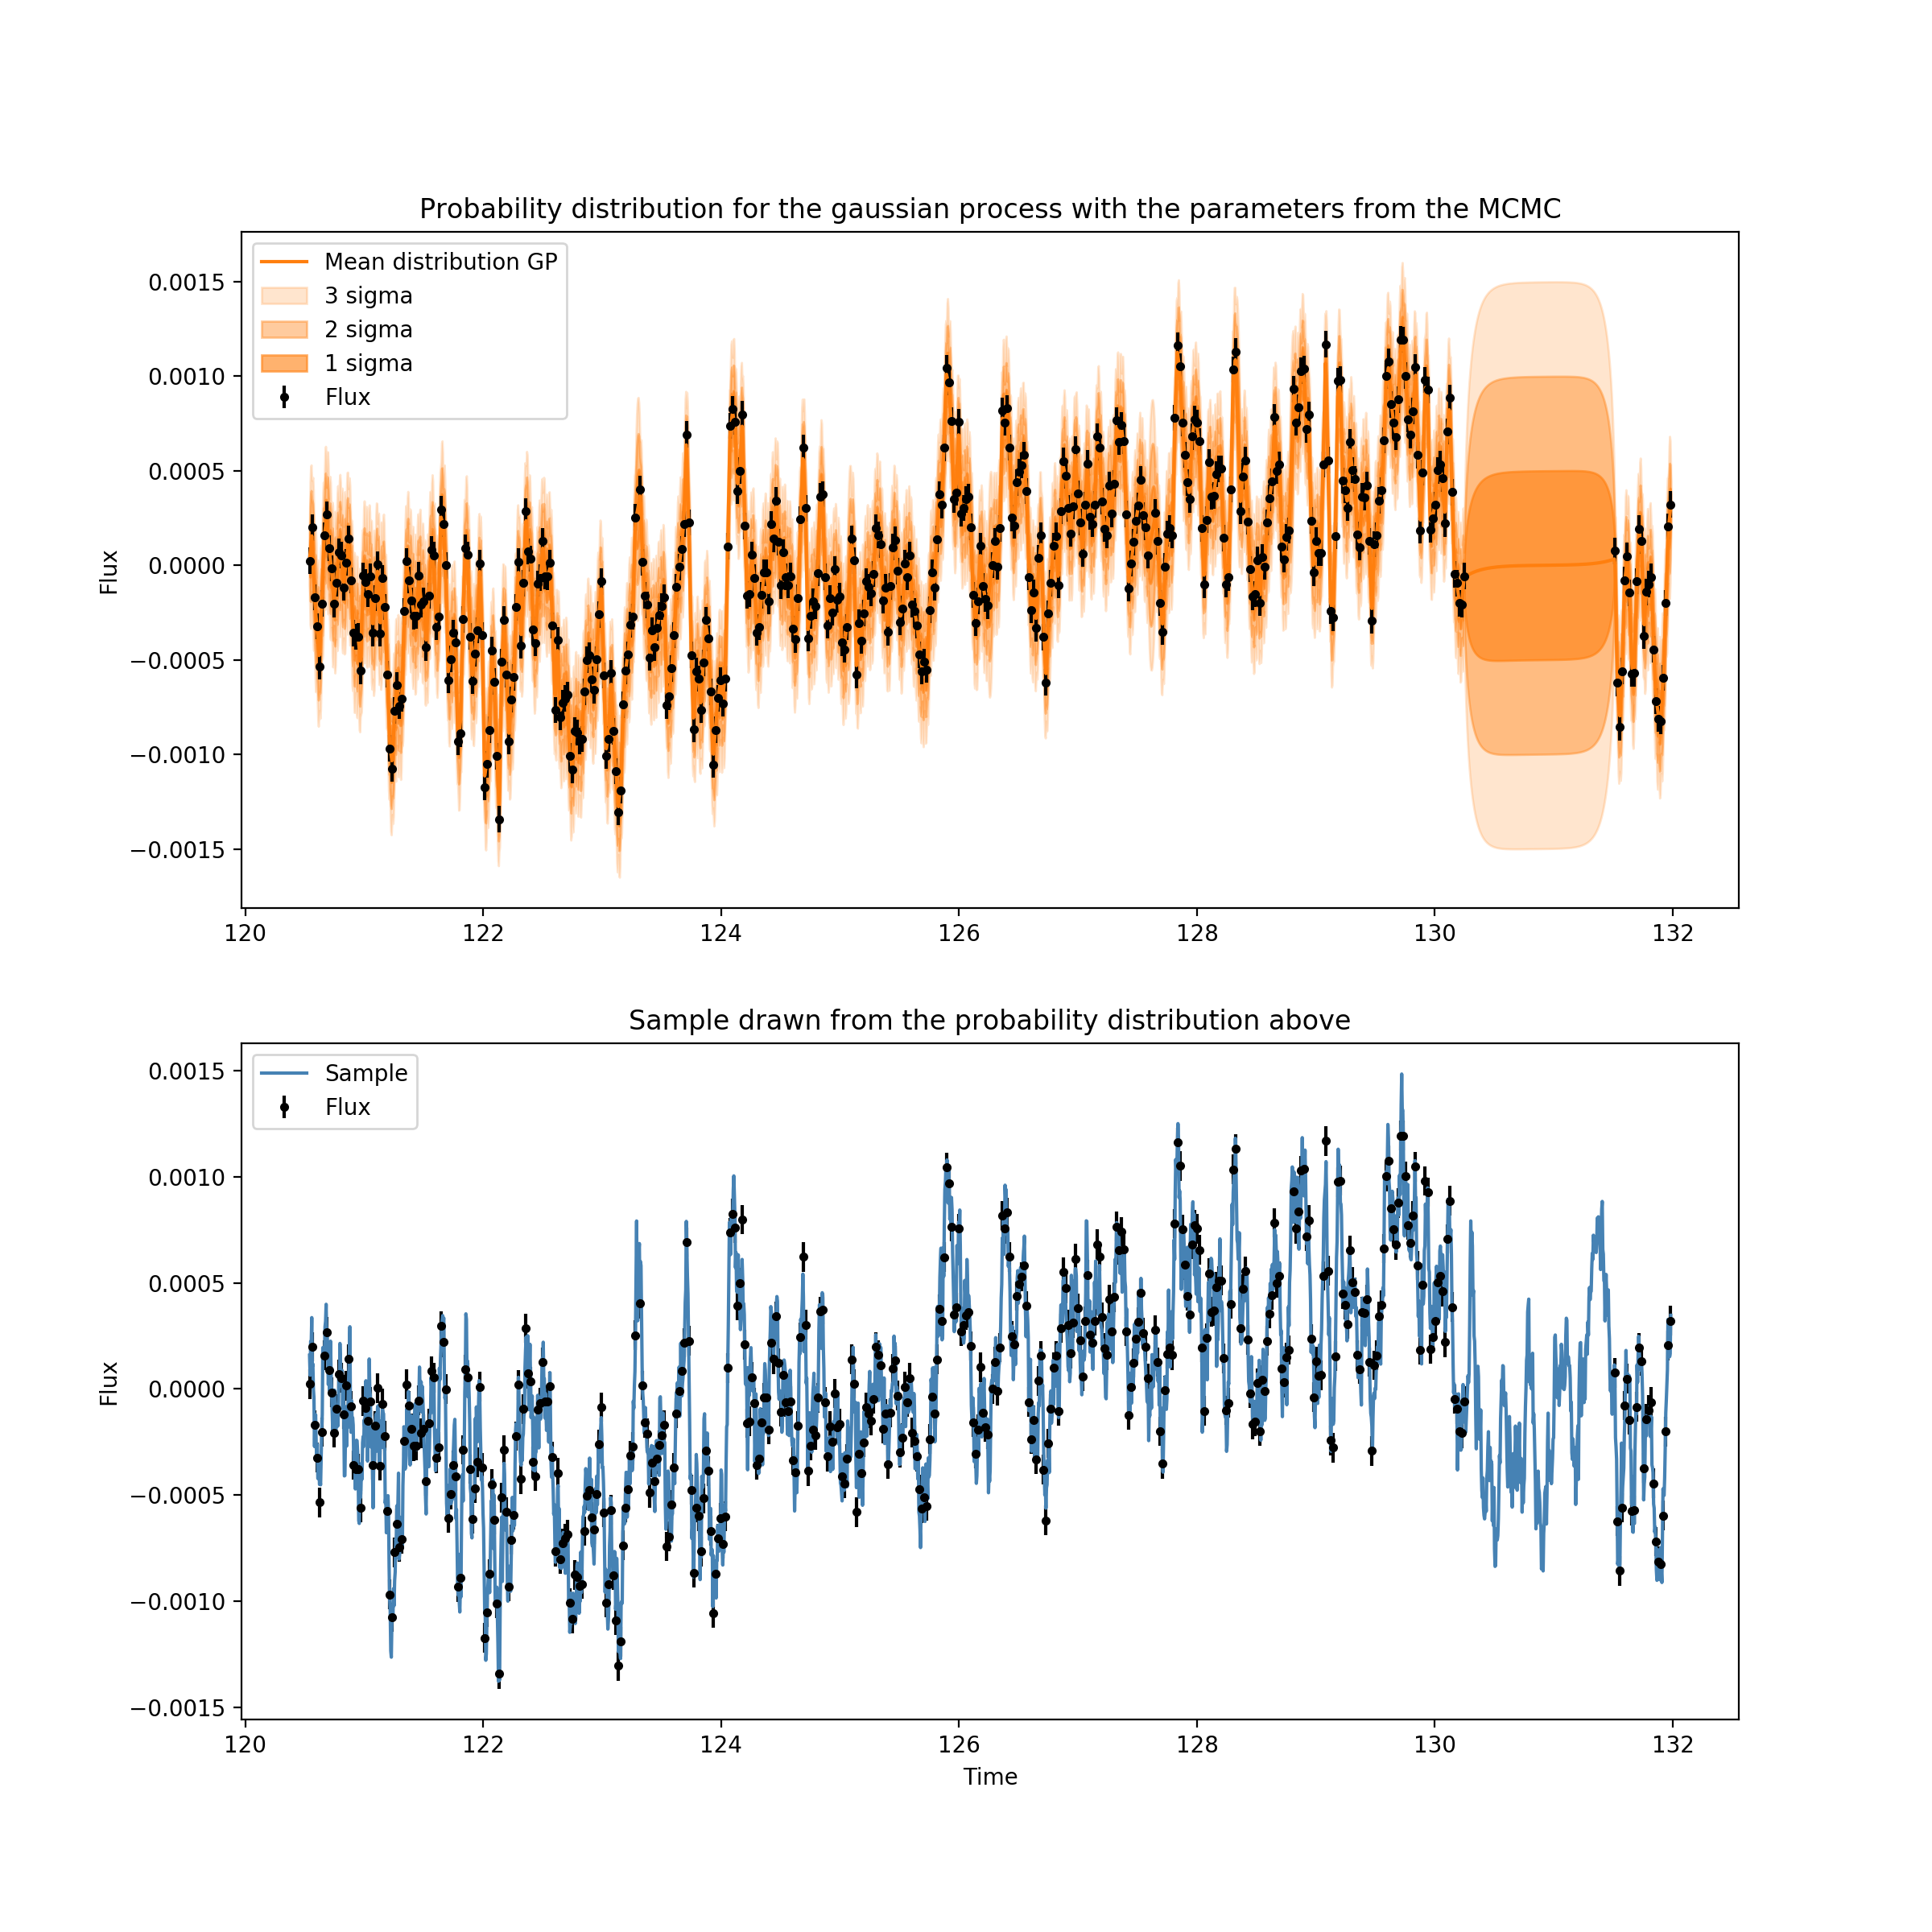 Probability distribution for the gaussian process with the parameters from the MCMC
Mean distribution GP
3 sigma
2 sigma
1 sigma
Flux
Flux
0.0015
0.0010
0.0005
0.0000
−0.0005
−0.0010
−0.0015
120 122 124 126 128 130 132
Sample drawn from the probability distribution above
Sample
Flux
Flux
0.0015
0.0010
0.0005
0.0000
−0.0005
−0.0010
−0.0015
120 122 124 126 128 130 132
Time